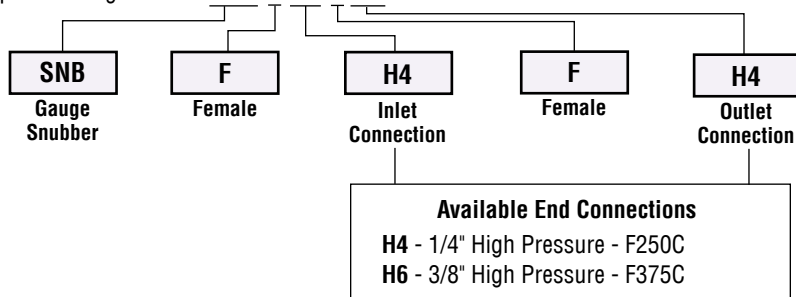 SNB F H4 F H4
Gauge Snubber
Female
Inlet Connection
Female
Outlet Connection
Available End Connections
H4 - 1/4" High Pressure - F250C
H6 - 3/8" High Pressure - F375C